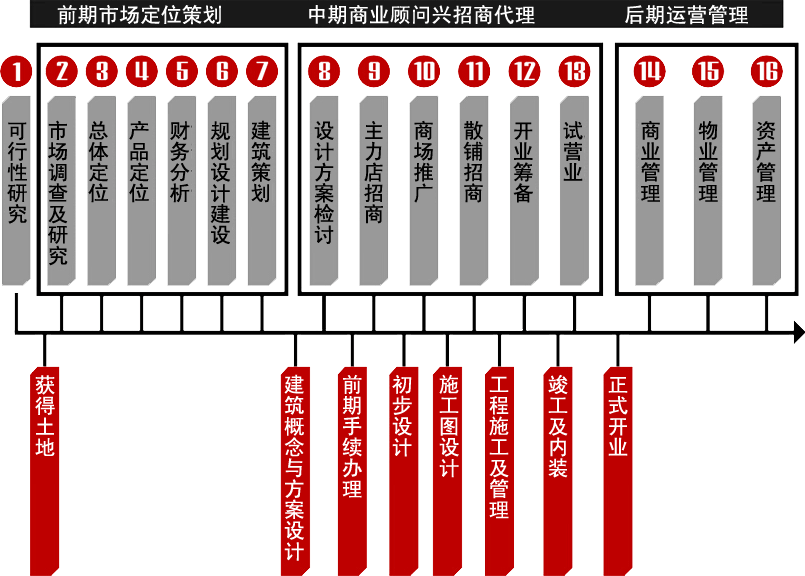 前期市场定位策划
中期商业顾问兴招商代理
后期运营管理
1
2
3
4
5
6
7
8
9
10
11
12
13
14
15
16
可行性研究
市场调查及研究
总体定位
产品定位
财务分析
规划设计建设
建筑策划
设计方案检讨
主力店招商
商场推广
散铺招商
开业筹备
试营业
商业管理
物业管理
资产管理
获得土地
建筑概念与方案设计
前期手续办理
初步设计
施工图设计
工程施工及管理
竣工及内装
正式开业